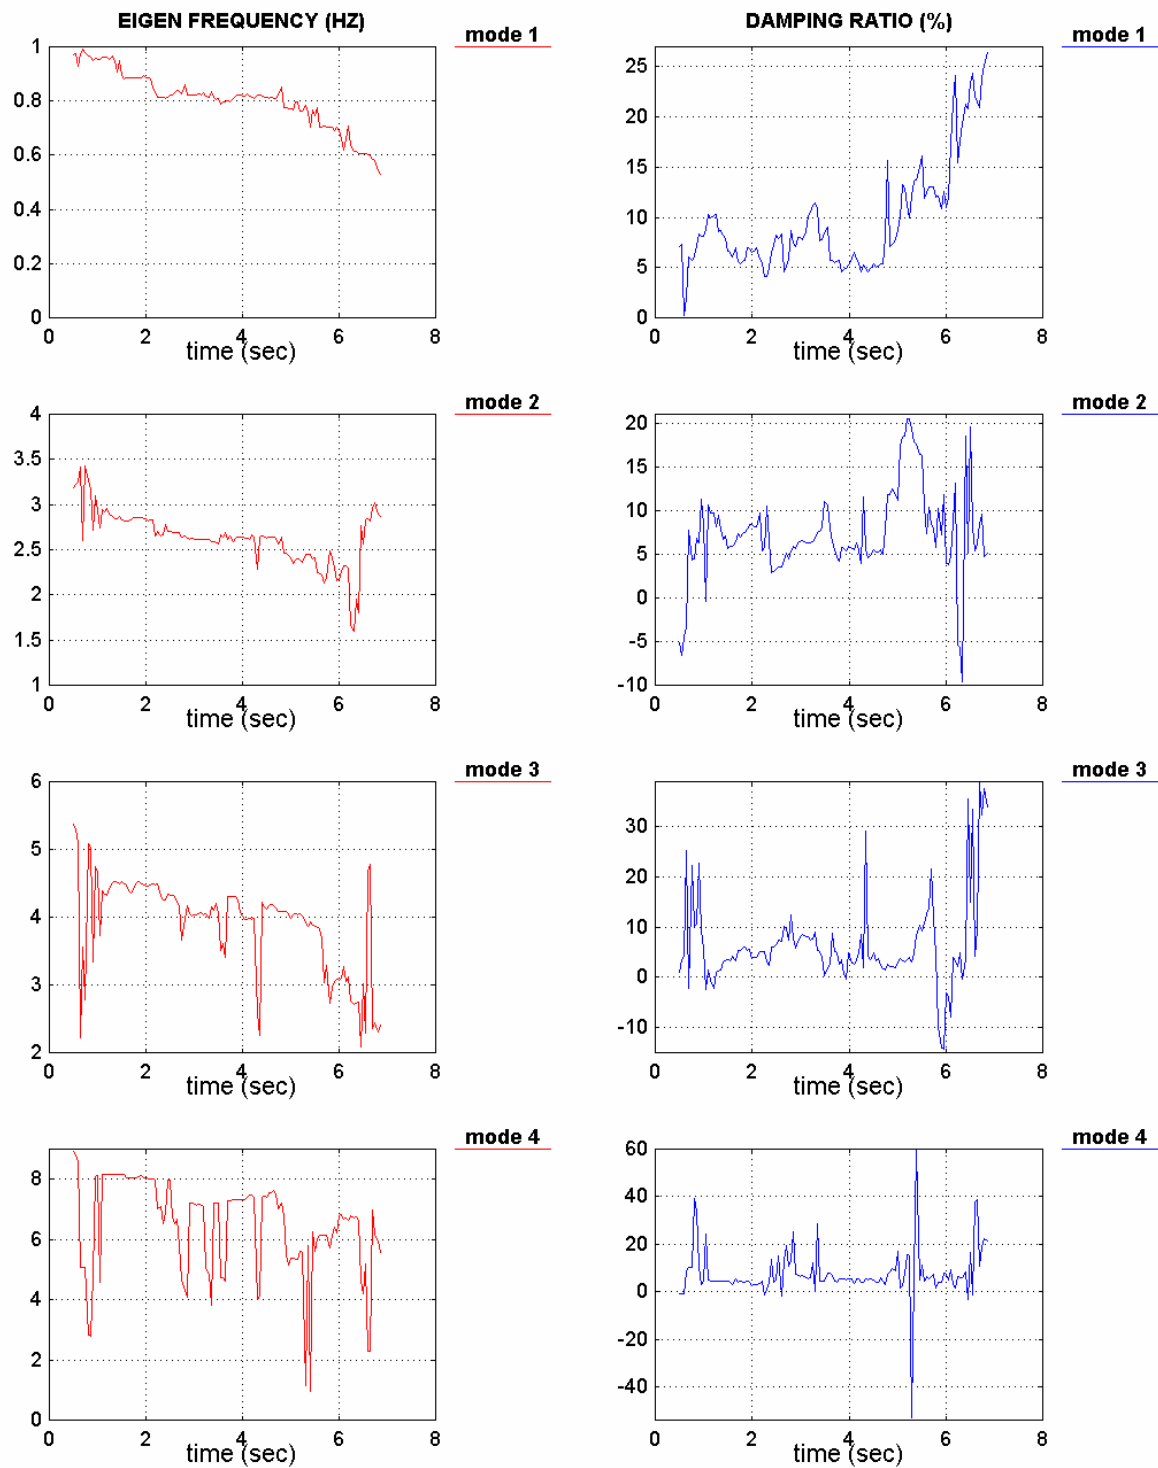 EIGEN FREQUENCY (HZ)
mode 1
1
0.8
0.6
0.4
0.2
0
0 2 4 6 8
time (sec)
DAMPING RATIO (%)
mode 1
25
20
15
10
5
0
0 2 4 6 8
time (sec)
mode 2
4
3.5
3
2.5
2
1.5
1
0 2 4 6 8
time (sec)
mode 2
20
15
10
5
0
-5
-10
0 2 4 6 8
time (sec)
mode 3
6
5
4
3
2
0 2 4 6 8
time (sec)
mode 3
30
20
10
0
-10
0 2 4 6 8
time (sec)
mode 4
8
6
4
2
0
0 2 4 6 8
time (sec)
mode 4
60
40
20
0
-20
-40
0 2 4 6 8
time (sec)